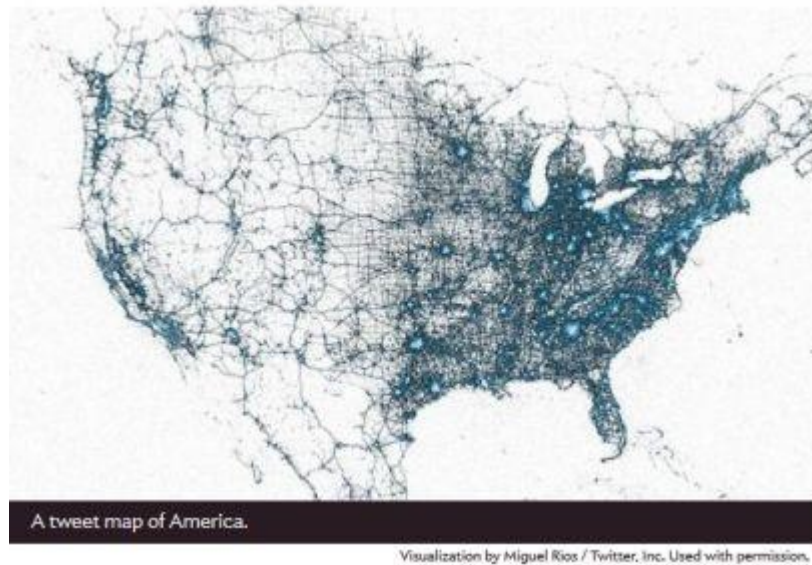 A tweet map of America.
Visualization by Miguel Rios / Twitter, Inc. Used with permission.